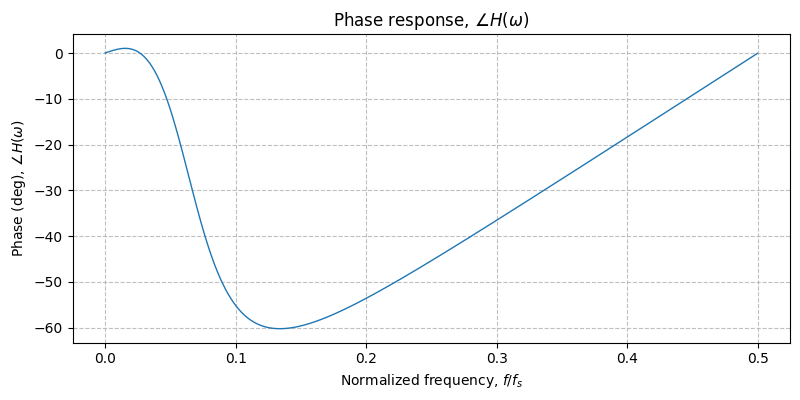 Phase response, ∠H(ω)
Phase (deg), ∠H(ω)
0
−10
−20
−30
−40
−50
−60
0.0 0.1 0.2 0.3 0.4 0.5
Normalized frequency, f/fₛ